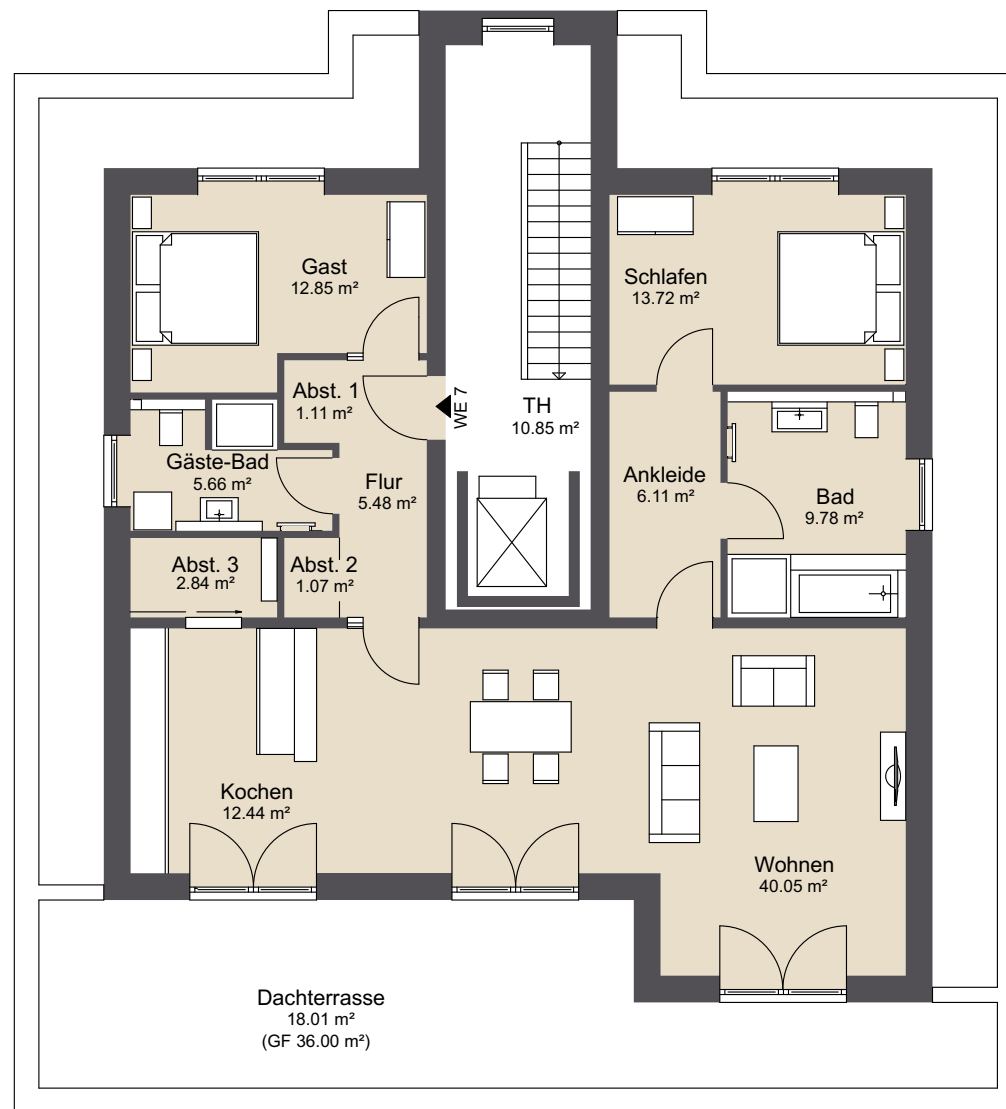 Gast
12.85 m²
Schlafen
13.72 m²
Abst. 1
1.11 m²
WE 7
TH
10.85 m²
Gäste-Bad
5.66 m²
Flur
5.48 m²
Ankleide
6.11 m²
Bad
9.78 m²
Abst. 3
2.84 m²
Abst. 2
1.07 m²
Kochen
12.44 m²
Wohnen
40.05 m²
Dachterrasse
18.01 m²
(GF 36.00 m²)